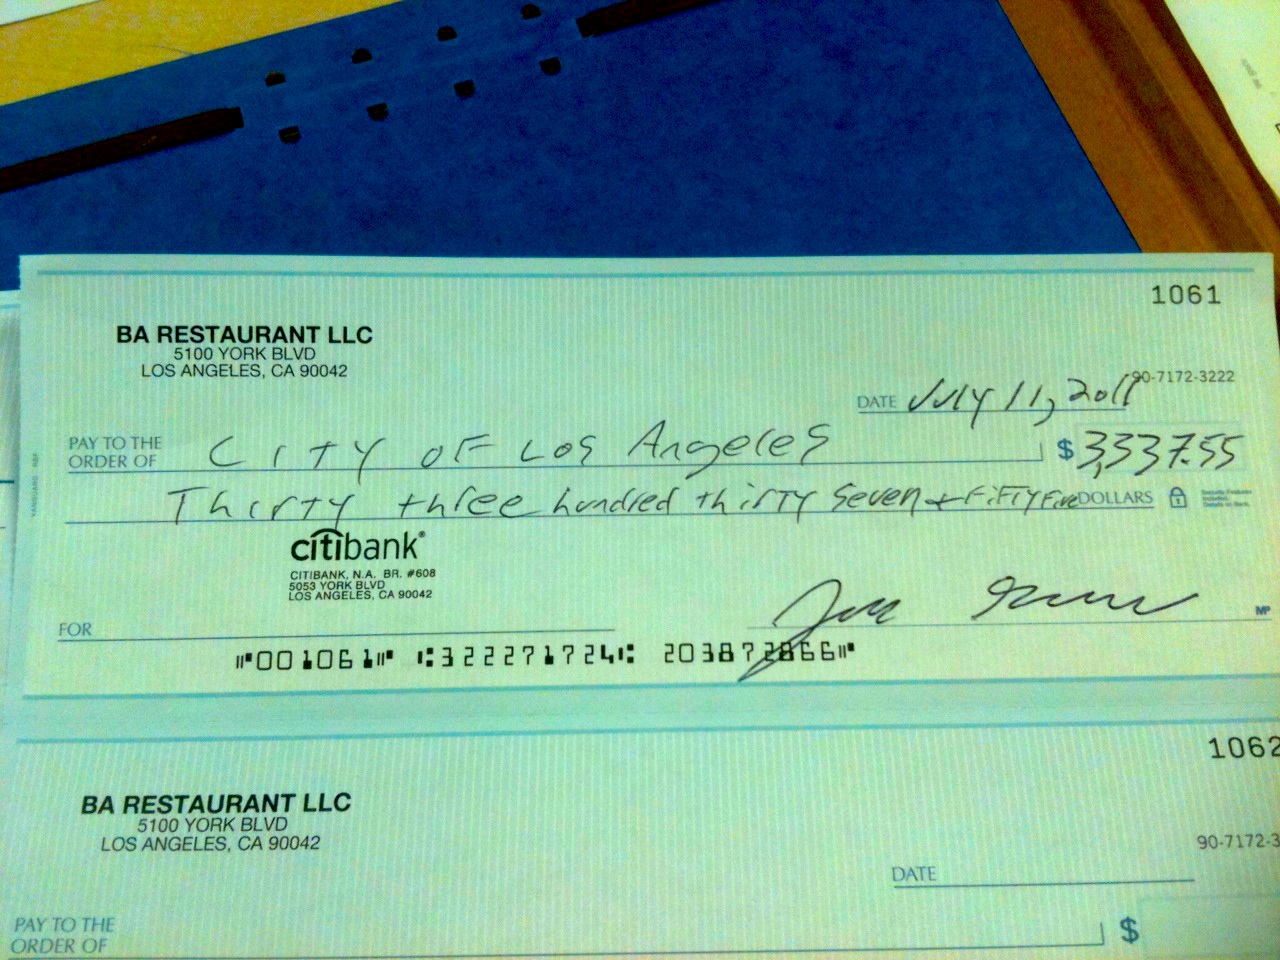 1061
BA RESTAURANT LLC
5100 YORK BLVD
LOS ANGELES, CA 90042
90-7172-3222
DATE July 11, 2011
PAY TO THE
ORDER OF City of Los Angeles $ 3,337.55
Thirty three hundred thirty seven + Fifty Five DOLLARS
citibank®
CITIBANK, N.A. BR. #608
5053 YORK BLVD
LOS ANGELES, CA 90042
FOR
MP
⑈001061⑈ ⑆322271724⑆ 203872866⑈
1062
BA RESTAURANT LLC
5100 YORK BLVD
LOS ANGELES, CA 90042
90-7172-3
DATE
PAY TO THE
ORDER OF $